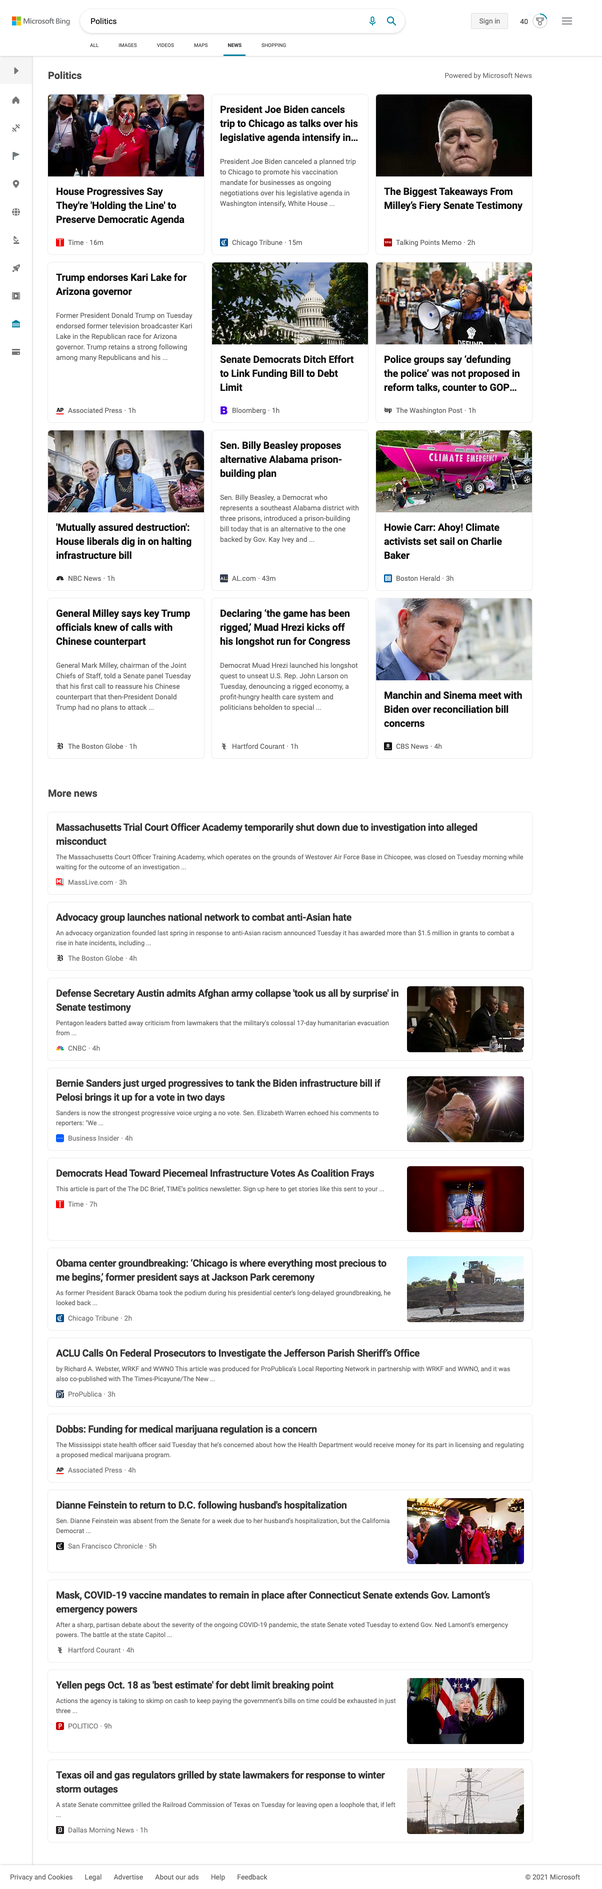 Microsoft Bing
Politics
Sign in
40
ALL
IMAGES
VIDEOS
MAPS
NEWS
SHOPPING
Politics
Powered by Microsoft News
House Progressives Say
They're 'Holding the Line' to
Preserve Democratic Agenda
Time · 16m
President Joe Biden cancels
trip to Chicago as talks over his
legislative agenda intensify in...
President Joe Biden canceled a planned trip
to Chicago to promote his vaccination
mandate for businesses as ongoing
negotiations over his legislative agenda in
Washington intensify, White House ...
Chicago Tribune · 15m
The Biggest Takeaways From
Milley's Fiery Senate Testimony
Talking Points Memo · 2h
Trump endorses Kari Lake for
Arizona governor
Former President Donald Trump on Tuesday
endorsed former television broadcaster Kari
Lake in the Republican race for Arizona
governor. Trump retains a strong following
among many Republicans and his ...
AP Associated Press · 1h
Senate Democrats Ditch Effort
to Link Funding Bill to Debt
Limit
B Bloomberg · 1h
Police groups say 'defunding
the police' was not proposed in
reform talks, counter to GOP...
wp The Washington Post · 1h
'Mutually assured destruction':
House liberals dig in on halting
infrastructure bill
NBC News · 1h
Sen. Billy Beasley proposes
alternative Alabama prison-
building plan
Sen. Billy Beasley, a Democrat who
represents a southeast Alabama district with
three prisons, introduced a prison-building
bill today that is an alternative to the one
backed by Gov. Kay Ivey and ...
AL.com · 43m
CLIMATE EMERGENCY
Howie Carr: Ahoy! Climate
activists set sail on Charlie
Baker
Boston Herald · 3h
General Milley says key Trump
officials knew of calls with
Chinese counterpart
General Mark Milley, chairman of the Joint
Chiefs of Staff, told a Senate panel Tuesday
that his first call to reassure his Chinese
counterpart that then-President Donald
Trump had no plans to attack ...
The Boston Globe · 1h
Declaring 'the game has been
rigged,' Muad Hrezi kicks off
his longshot run for Congress
Democrat Muad Hrezi launched his longshot
quest to unseat U.S. Rep. John Larson on
Tuesday, denouncing a rigged economy, a
profit-hungry health care system and
politicians beholden to special ...
Hartford Courant · 1h
Manchin and Sinema meet with
Biden over reconciliation bill
concerns
CBS News · 4h
More news
Massachusetts Trial Court Officer Academy temporarily shut down due to investigation into alleged
misconduct
The Massachusetts Court Officer Training Academy, which operates on the grounds of Westover Air Force Base in Chicopee, was closed on Tuesday morning while
waiting for the outcome of an investigation ...
MassLive.com · 3h
Advocacy group launches national network to combat anti-Asian hate
An advocacy organization founded last spring in response to anti-Asian racism announced Tuesday it has awarded more than $1.5 million in grants to combat a
rise in hate incidents, including ...
The Boston Globe · 4h
Defense Secretary Austin admits Afghan army collapse 'took us all by surprise' in
Senate testimony
Pentagon leaders batted away criticism from lawmakers that the military's colossal 17-day humanitarian evacuation
from ...
CNBC · 4h
Bernie Sanders just urged progressives to tank the Biden infrastructure bill if
Pelosi brings it up for a vote in two days
Sanders is now the strongest progressive voice urging a no vote. Sen. Elizabeth Warren echoed his comments to
reporters: "We ...
Business Insider · 4h
Democrats Head Toward Piecemeal Infrastructure Votes As Coalition Frays
This article is part of the The DC Brief, TIME's politics newsletter. Sign up here to get stories like this sent to your ...
Time · 7h
Obama center groundbreaking: 'Chicago is where everything most precious to
me begins,' former president says at Jackson Park ceremony
As former President Barack Obama took the podium during his presidential center's long-delayed groundbreaking, he
looked back ...
Chicago Tribune · 2h
ACLU Calls On Federal Prosecutors to Investigate the Jefferson Parish Sheriff's Office
by Richard A. Webster, WRKF and WWNO This article was produced for ProPublica's Local Reporting Network in partnership with WRKF and WWNO, and it was
also co-published with The Times-Picayune/The New ...
ProPublica · 3h
Dobbs: Funding for medical marijuana regulation is a concern
The Mississippi state health officer said Tuesday that he's concerned about how the Health Department would receive money for its part in licensing and regulating
a proposed medical marijuana program.
AP Associated Press · 4h
Dianne Feinstein to return to D.C. following husband's hospitalization
Sen. Dianne Feinstein was absent from the Senate for a week due to her husband's hospitalization, but the California
Democrat ...
San Francisco Chronicle · 5h
Mask, COVID-19 vaccine mandates to remain in place after Connecticut Senate extends Gov. Lamont's
emergency powers
After a sharp, partisan debate about the severity of the ongoing COVID-19 pandemic, the state Senate voted Tuesday to extend Gov. Ned Lamont's emergency
powers. The battle at the state Capitol ...
Hartford Courant · 4h
Yellen pegs Oct. 18 as 'best estimate' for debt limit breaking point
Actions the agency is taking to skimp on cash to keep paying the government's bills on time could be exhausted in just
three ...
POLITICO · 9h
Texas oil and gas regulators grilled by state lawmakers for response to winter
storm outages
A state Senate committee grilled the Railroad Commission of Texas on Tuesday for leaving open a loophole that, if left
...
Dallas Morning News · 1h
Privacy and Cookies
Legal
Advertise
About our ads
Help
Feedback
© 2021 Microsoft